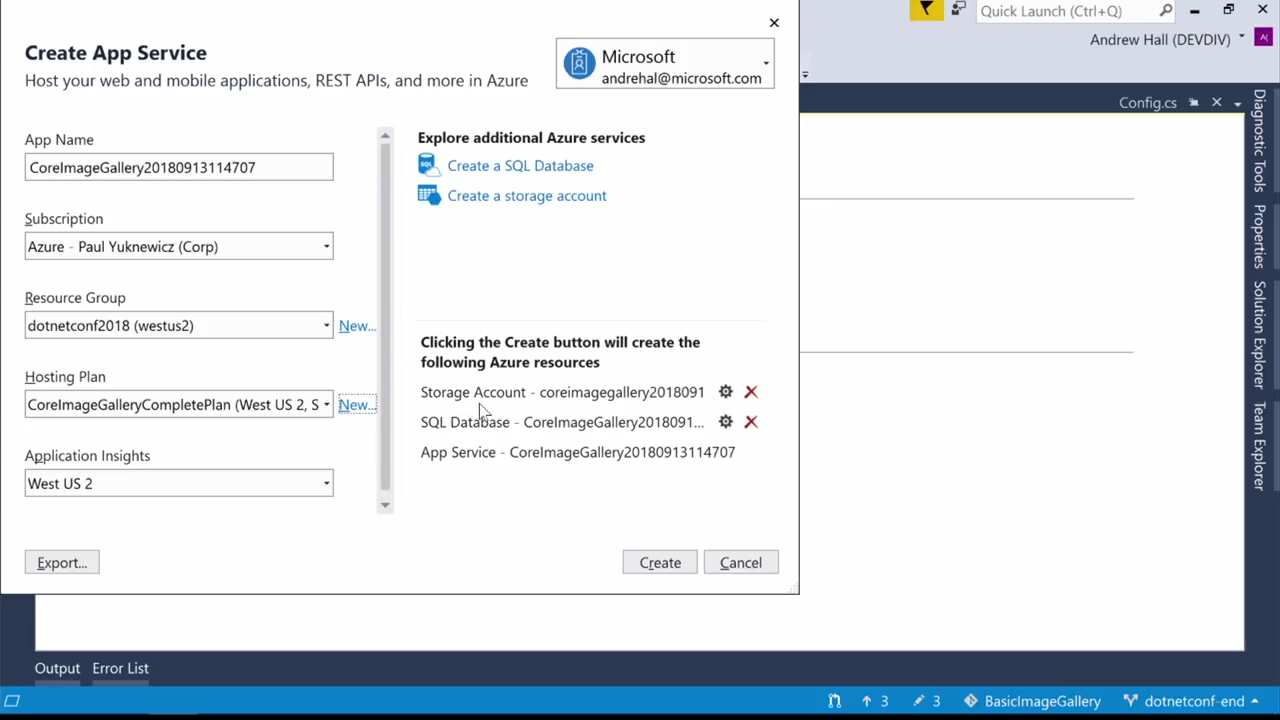 Quick Launch (Ctrl+Q)
Andrew Hall (DEVDIV)
A(
Create App Service
Host your web and mobile applications, REST APIs, and more in Azure
Microsoft
andrehal@microsoft.com
Config.cs
App Name
CoreImageGallery20180913114707
Subscription
Azure - Paul Yuknewicz (Corp)
Resource Group
dotnetconf2018 (westus2)
New...
Hosting Plan
CoreImageGalleryCompletePlan (West US 2, S
New...
Application Insights
West US 2
Explore additional Azure services
SQL
Create a SQL Database
Create a storage account
Clicking the Create button will create the
following Azure resources
Storage Account - coreimagegallery2018091
SQL Database - CoreImageGallery2018091...
App Service - CoreImageGallery20180913114707
Export...
Create
Cancel
Diagnostic Tools
Properties
Solution Explorer
Team Explorer
Output
Error List
3
3
BasicImageGallery
dotnetconf-end